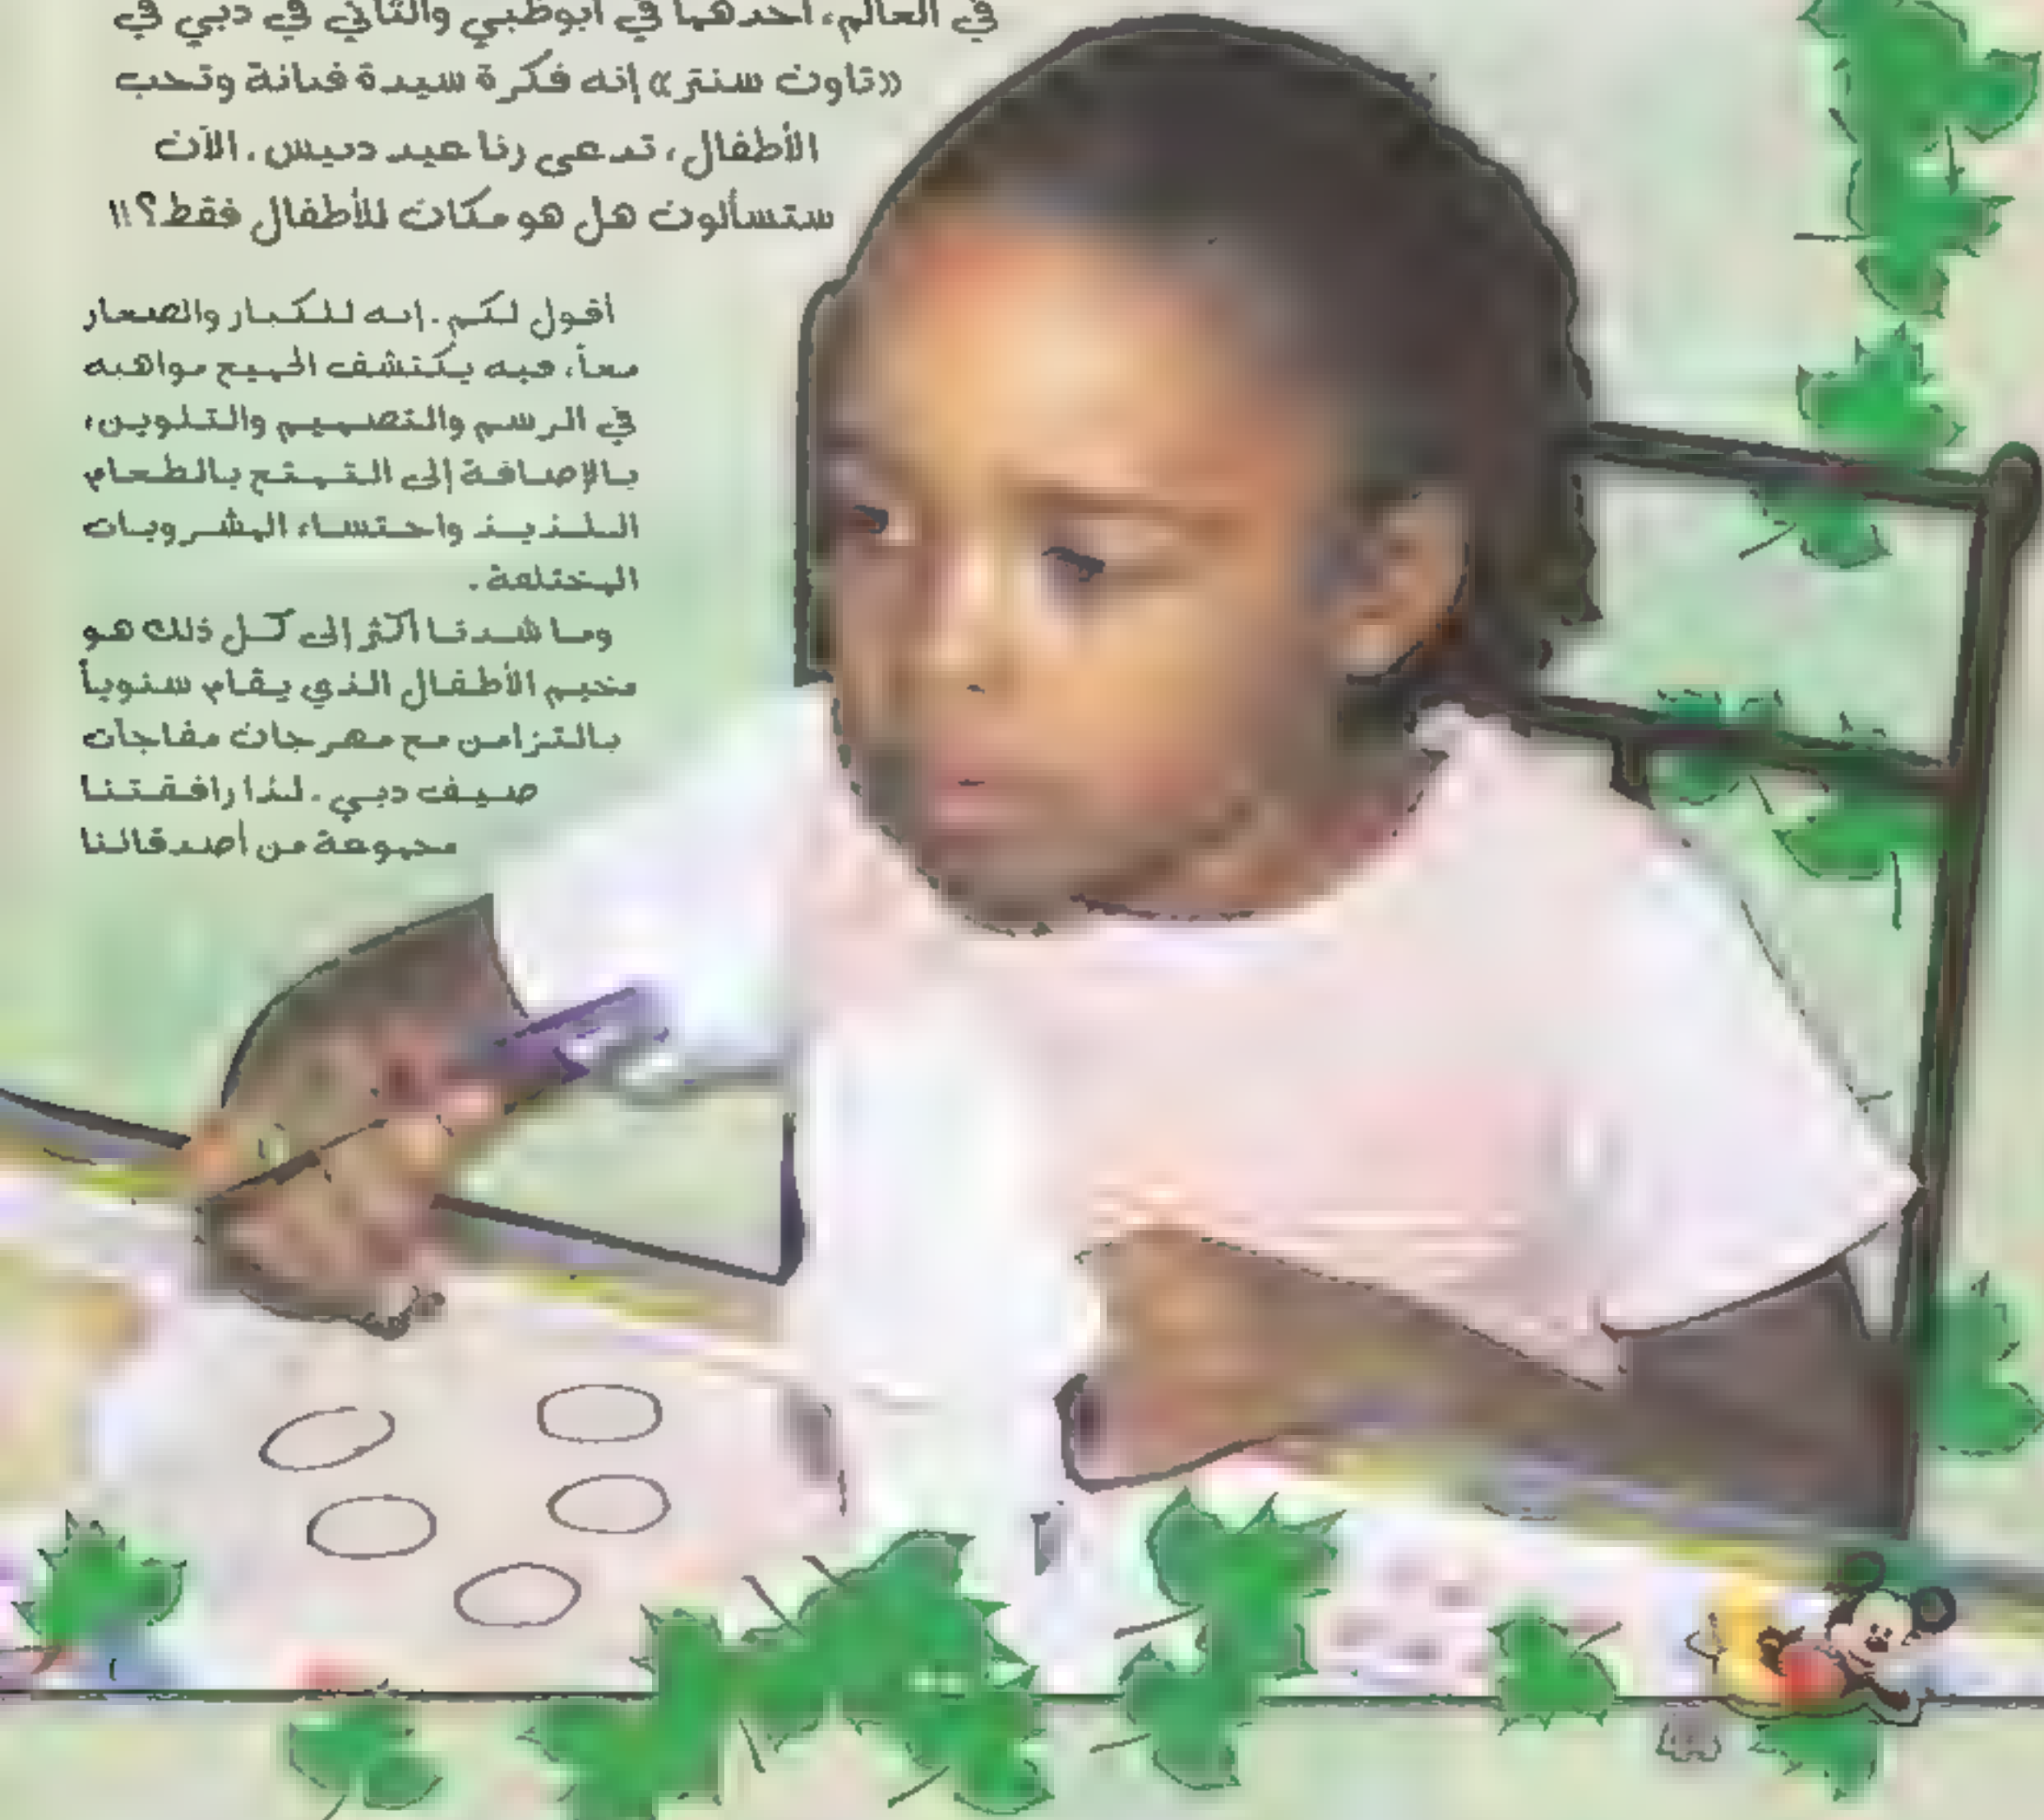 في العالم، أحدهما في أبوظبي والثاني في دبي في
«تاون سنتر» إنه فكرة سيدة فنانة وتحب
الأطفال، تدعى رنا عيد دبيس. الآن
ستسألون هل هو مكان للأطفال فقط؟!!
أقول لكم. إنه للكبار والصغار
معاً، فيه يكتشف الجميع مواهبه
في الرسم والتصميم والتلوين،
بالإضافة إلى التمتع بالطعام
اللذيذ واحتساء المشروبات
المختلفة.
وما شدنا أكثر إلى كل ذلك هو
مخيم الأطفال الذي يقام سنوياً
بالتزامن مع مهرجان مفاجآت
صيف دبي. لذا رافقتنا
مجموعة من أصدقائنا